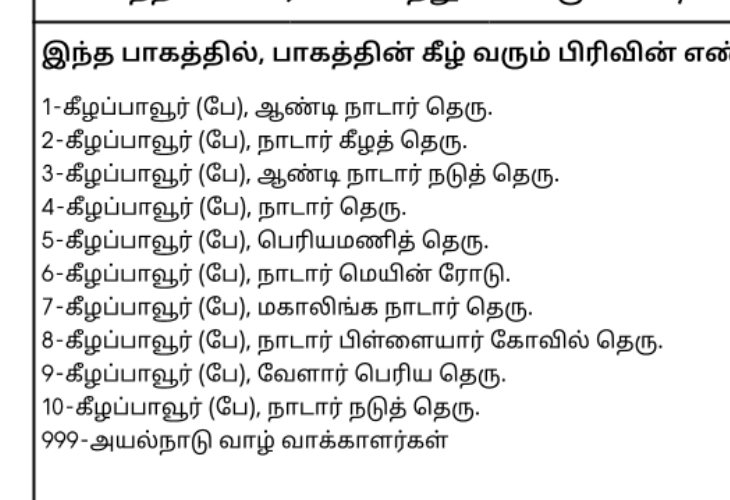 இந்த பாகத்தில், பாகத்தின் கீழ் வரும் பிரிவின்
1-கீழப்பாவூர் (பே), ஆண்டி நாடார் தெரு.
2-கீழப்பாவூர் (பே), நாடார் கீழத் தெரு.
3-கீழப்பாவூர் (பே), ஆண்டி நாடார் நடுத் தெரு.
4-கீழப்பாவூர் (பே), நாடார் தெரு.
5-கீழப்பாவூர் (பே), பெரியமணித் தெரு.
6-கீழப்பாவூர் (பே), நாடார் மெயின் ரோடு.
7-கீழப்பாவூர் (பே), மகாலிங்க நாடார் தெரு.
8-கீழப்பாவூர் (பே), நாடார் பிள்ளையார் கோவில் தெரு.
9-கீழப்பாவூர் (பே), வேளார் பெரிய தெரு.
10-கீழப்பாவூர் (பே), நாடார் நடுத் தெரு.
999-அயல்நாடு வாழ் வாக்காளர்கள்